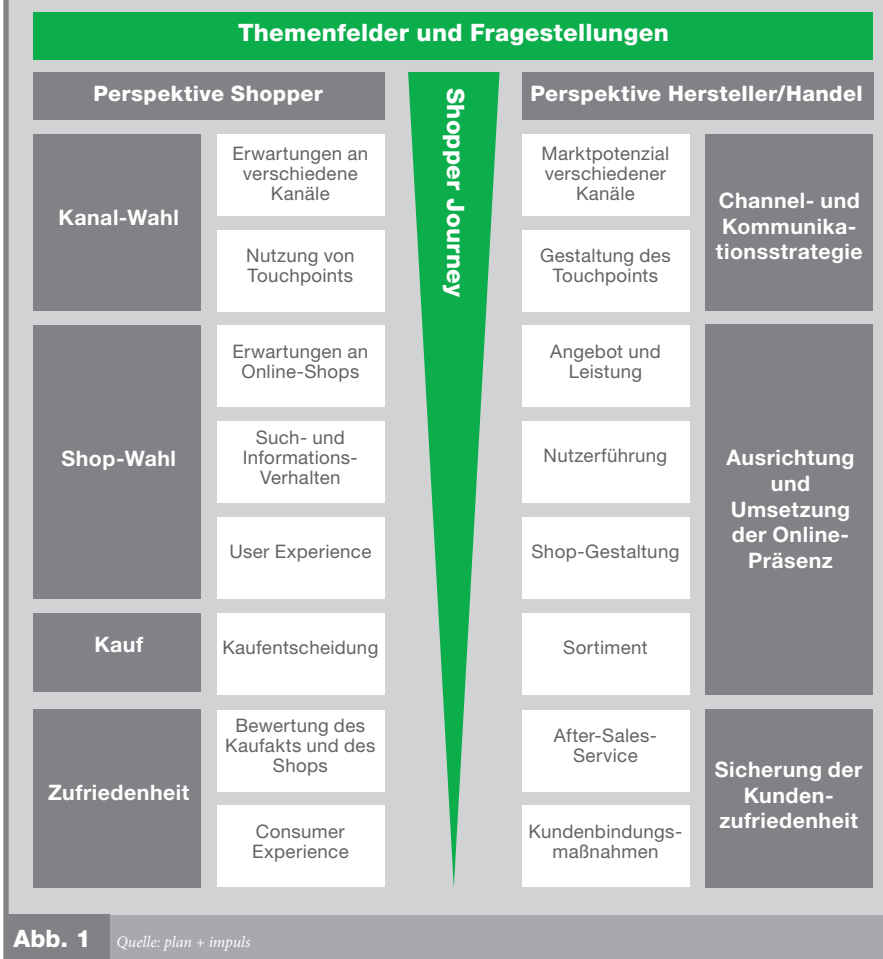 Themenfelder und Fragestellungen
Perspektive Shopper
Shopper Journey
Perspektive Hersteller/Handel
Kanal-Wahl
Erwartungen an
verschiedene
Kanäle
Nutzung von
Touchpoints
Marktpotenzial
verschiedener
Kanäle
Gestaltung des
Touchpoints
Channel- und
Kommunika-
tionsstrategie
Shop-Wahl
Erwartungen an
Online-Shops
Such- und
Informations-
Verhalten
User Experience
Angebot und
Leistung
Nutzerführung
Shop-Gestaltung
Ausrichtung
und
Umsetzung
der Online-
Präsenz
Kauf
Kaufentscheidung
Sortiment
Zufriedenheit
Bewertung des
Kaufakts und des
Shops
Consumer
Experience
After-Sales-
Service
Kundenbindungs-
maßnahmen
Sicherung der
Kunden-
zufriedenheit
Abb. 1 Quelle: plan + impuls